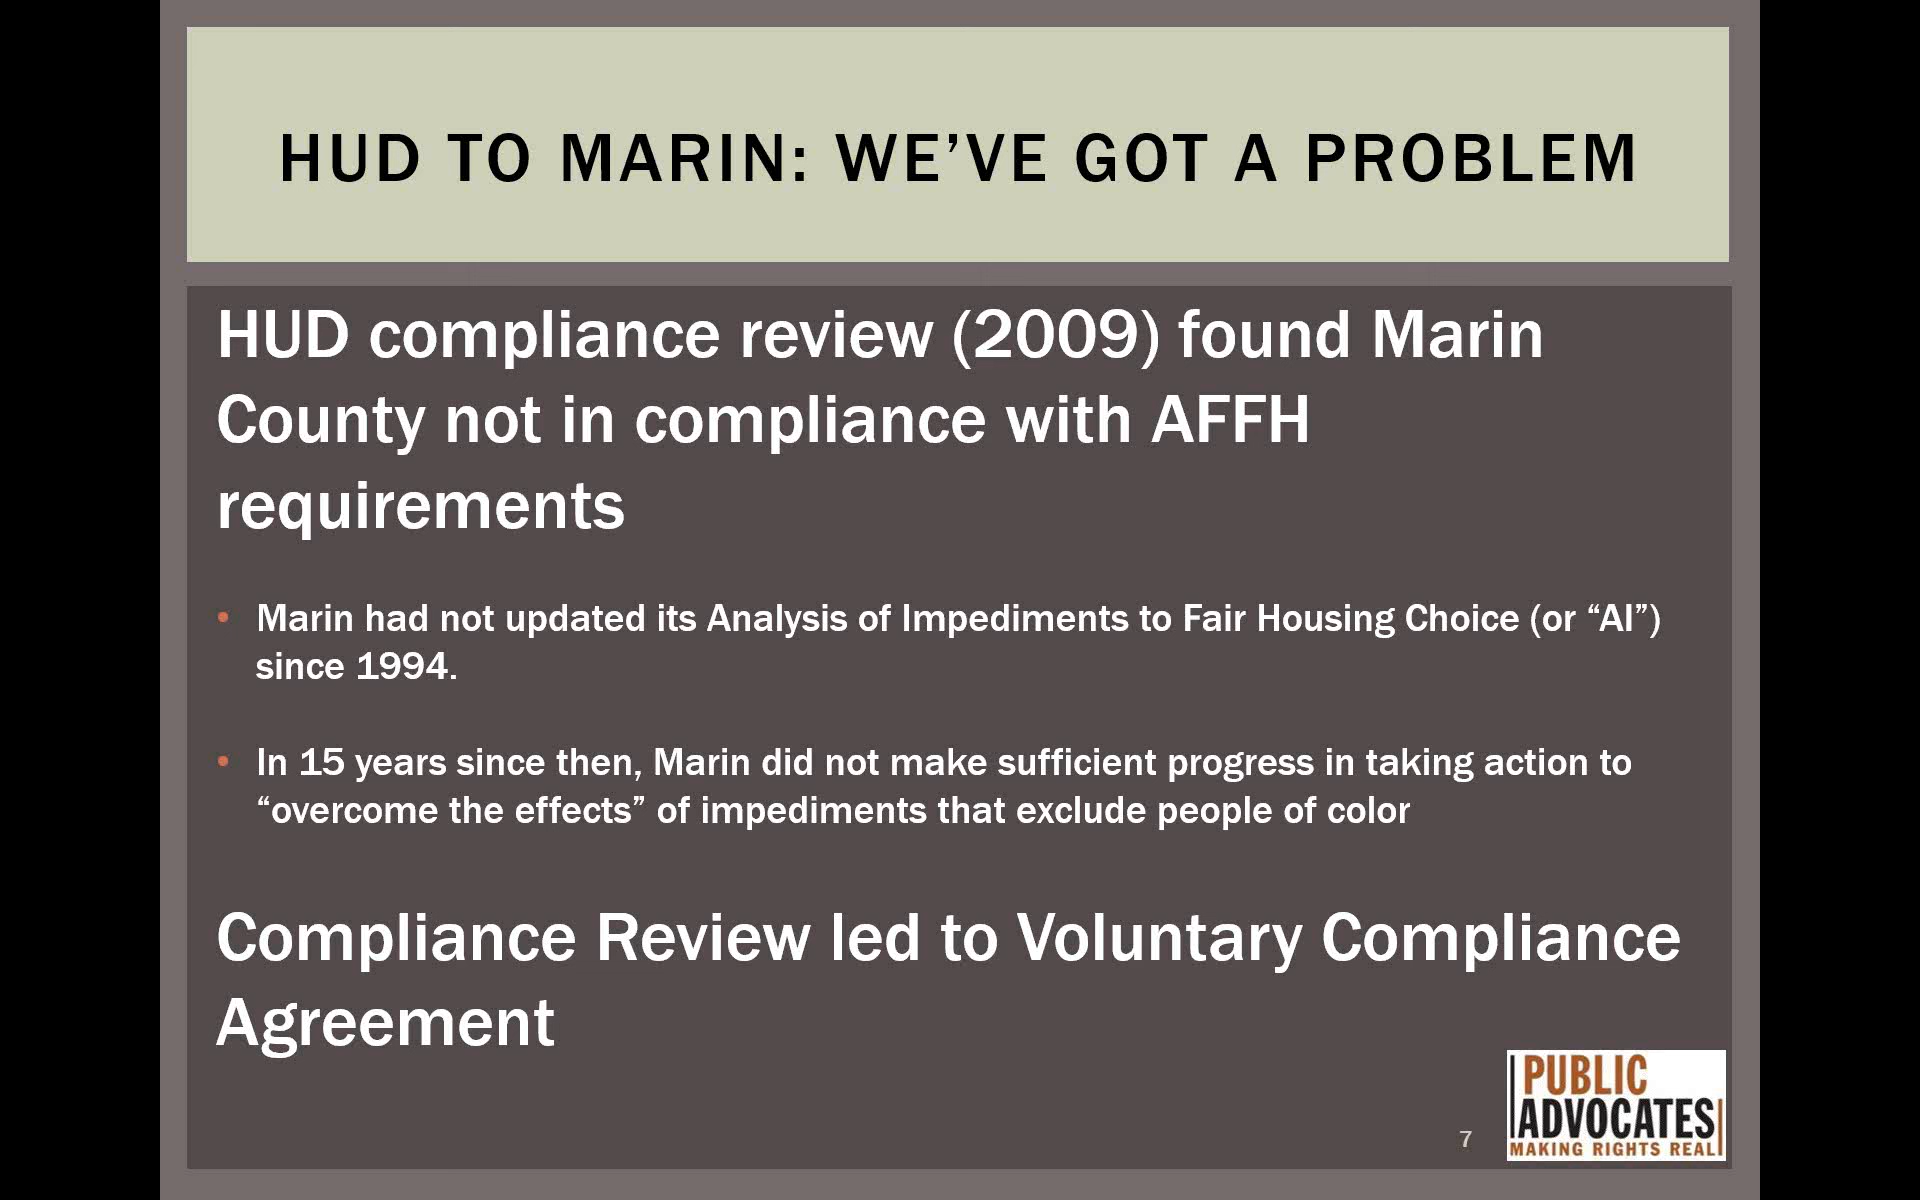 HUD TO MARIN: WE’VE GOT A PROBLEM
HUD compliance review (2009) found Marin
County not in compliance with AFFH
requirements
• Marin had not updated its Analysis of Impediments to Fair Housing Choice (or “AI”)
since 1994.
• In 15 years since then, Marin did not make sufficient progress in taking action to
“overcome the effects” of impediments that exclude people of color
Compliance Review led to Voluntary Compliance
Agreement
7
PUBLIC
ADVOCATES
MAKING RIGHTS REAL